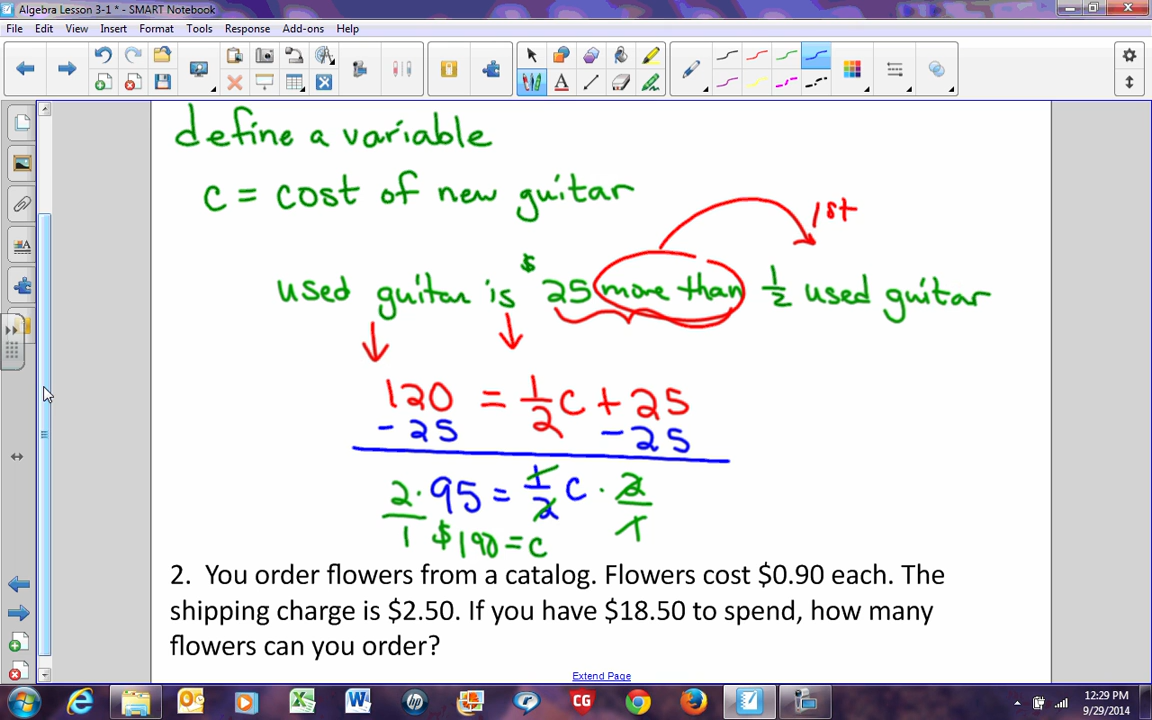 Algebra Lesson 3-1 * - SMART Notebook
File Edit View Insert Format Tools Response Add-ons Help
define a variable
c = cost of new guitar
1st
used guitar is $25 more than 1/2 used guitar
120 = 1/2 c + 25
- 25 - 25
2/1 · 95 = 1/2 c · 2/1
$190 = c
2. You order flowers from a catalog. Flowers cost $0.90 each. The
shipping charge is $2.50. If you have $18.50 to spend, how many
flowers can you order?
Extend Page
12:29 PM
9/29/2014